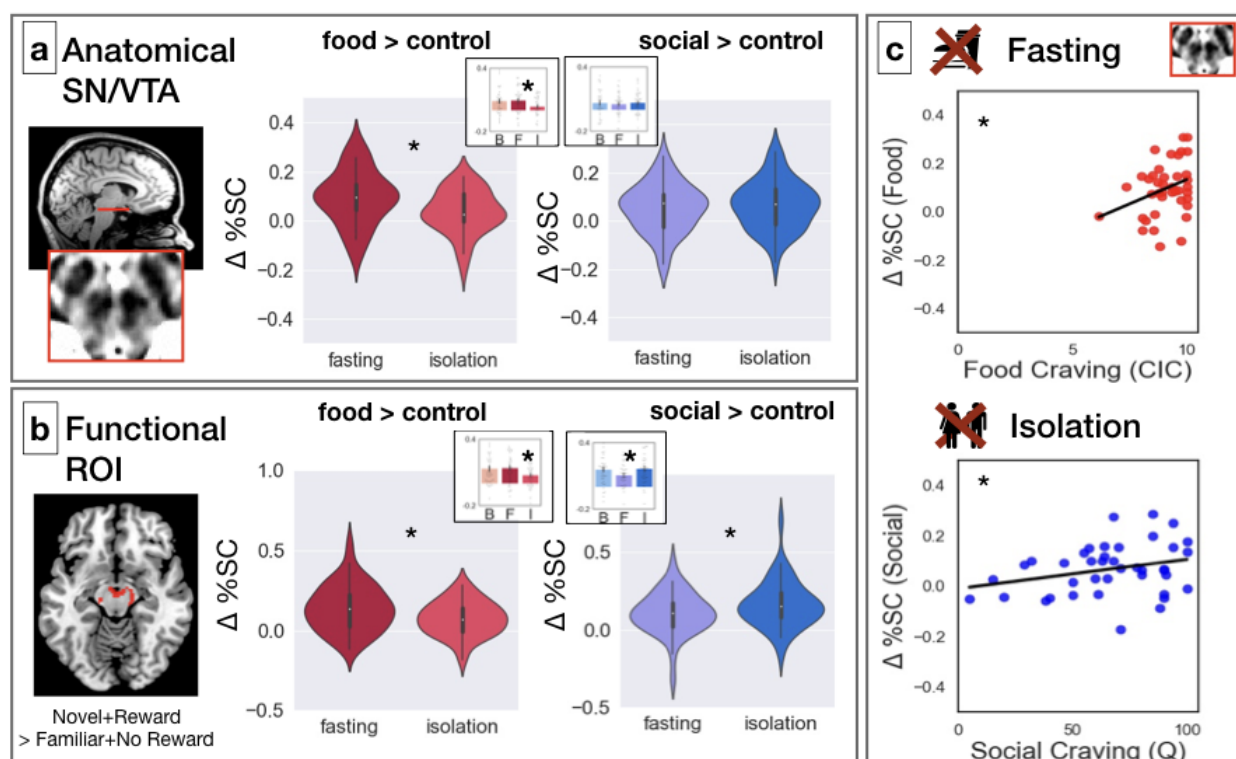 a Anatomical
SN/VTA
food > control
social > control
0.4
*
-0.2
B F I
0.4
-0.2
B F I
Δ %SC
0.4
0.2
0.0
−0.2
−0.4
*
fasting
isolation
Δ %SC
0.2
0.0
−0.2
−0.4
fasting
isolation
b Functional
ROI
Novel+Reward
> Familiar+No Reward
food > control
social > control
0.4
*
-0.2
B F I
0.4
*
-0.2
B F I
Δ %SC
1.0
0.5
0.0
−0.5
*
fasting
isolation
Δ %SC
0.5
0.0
−0.5
*
fasting
isolation
c Fasting
*
Δ %SC (Food)
0.4
0.2
0.0
−0.2
−0.4
0 5 10
Food Craving (CIC)
Isolation
*
Δ %SC (Social)
0.4
0.2
0.0
−0.2
−0.4
0 50 100
Social Craving (Q)